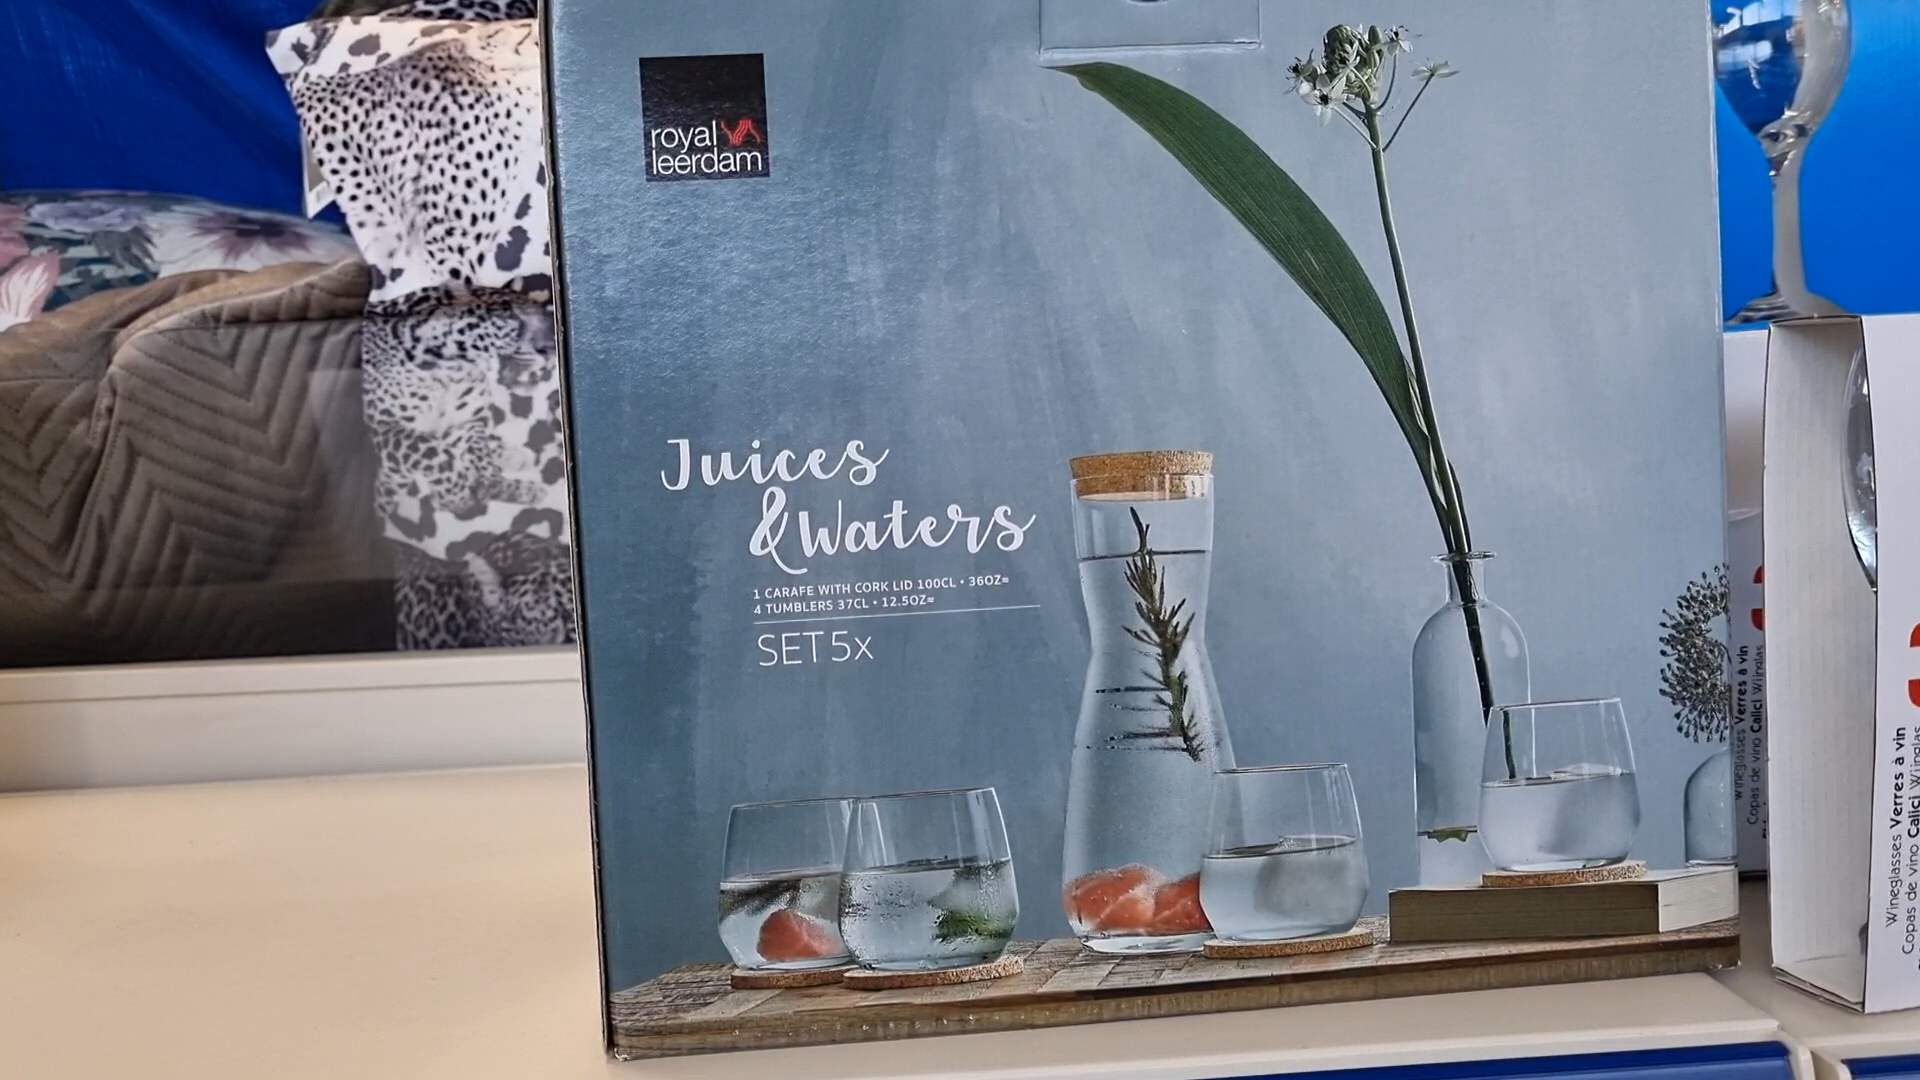 royal
leerdam
Juices
&Waters
1 CARAFE WITH CORK LID 100CL • 36OZ≈
4 TUMBLERS 37CL • 12.5OZ≈
SET 5x
Wineglasses Verres à vin
Copas de vino Calici Wijnglas
Wineglasses Verres à vin
Copas de vino Calici Wijnglas